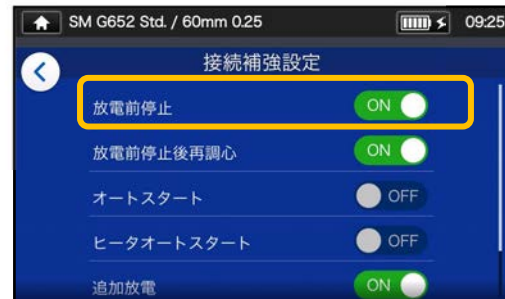 SM G652 Std. / 60mm 0.25 09:25
接続補強設定
放電前停止 ON
放電前停止後再調心 ON
オートスタート OFF
ヒータオートスタート OFF
追加放電 ON